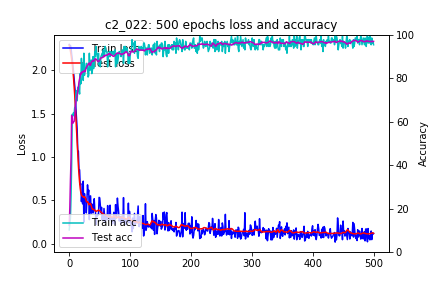 c2_022: 500 epochs loss and accuracy
Train loss
Test loss
Train acc
Test acc
Loss
0.0
0.5
1.0
1.5
2.0
Accuracy
0
20
40
60
80
100
0
100
200
300
400
500